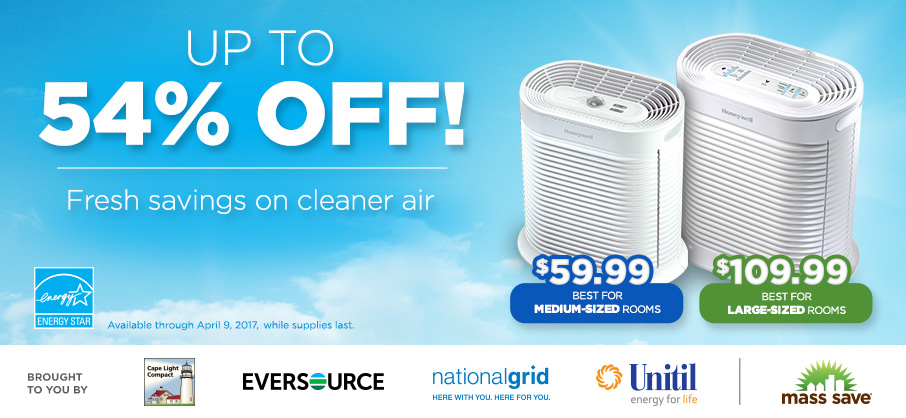 UP TO
54% OFF!
Fresh savings on cleaner air
Honeywell
Honeywell
$59.99
BEST FOR
MEDIUM-SIZED ROOMS
$109.99
BEST FOR
LARGE-SIZED ROOMS
energy
ENERGY STAR
Available through April 9, 2017, while supplies last.
BROUGHT
TO YOU BY
Cape Light
Compact
EVERSOURCE
nationalgrid
HERE WITH YOU. HERE FOR YOU.
Unitil
energy for life
mass save